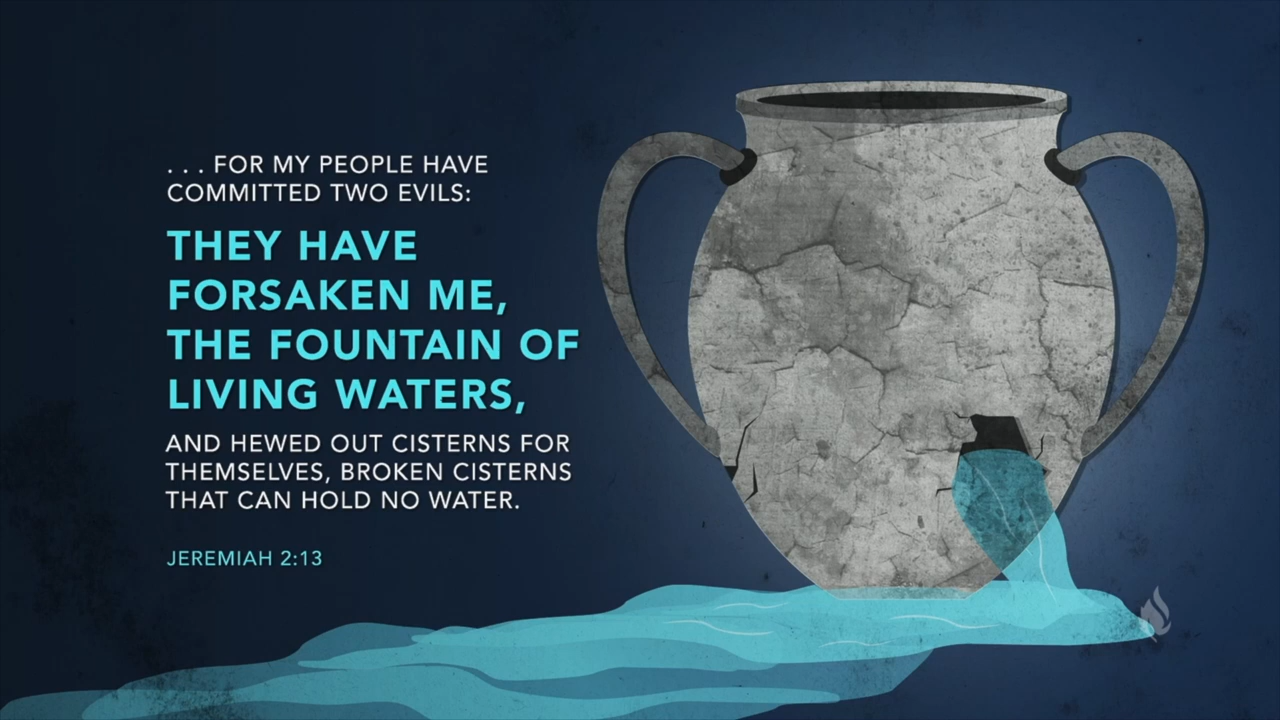 . . . FOR MY PEOPLE HAVE
COMMITTED TWO EVILS:
THEY HAVE
FORSAKEN ME,
THE FOUNTAIN OF
LIVING WATERS,
AND HEWED OUT CISTERNS FOR
THEMSELVES, BROKEN CISTERNS
THAT CAN HOLD NO WATER.
JEREMIAH 2:13